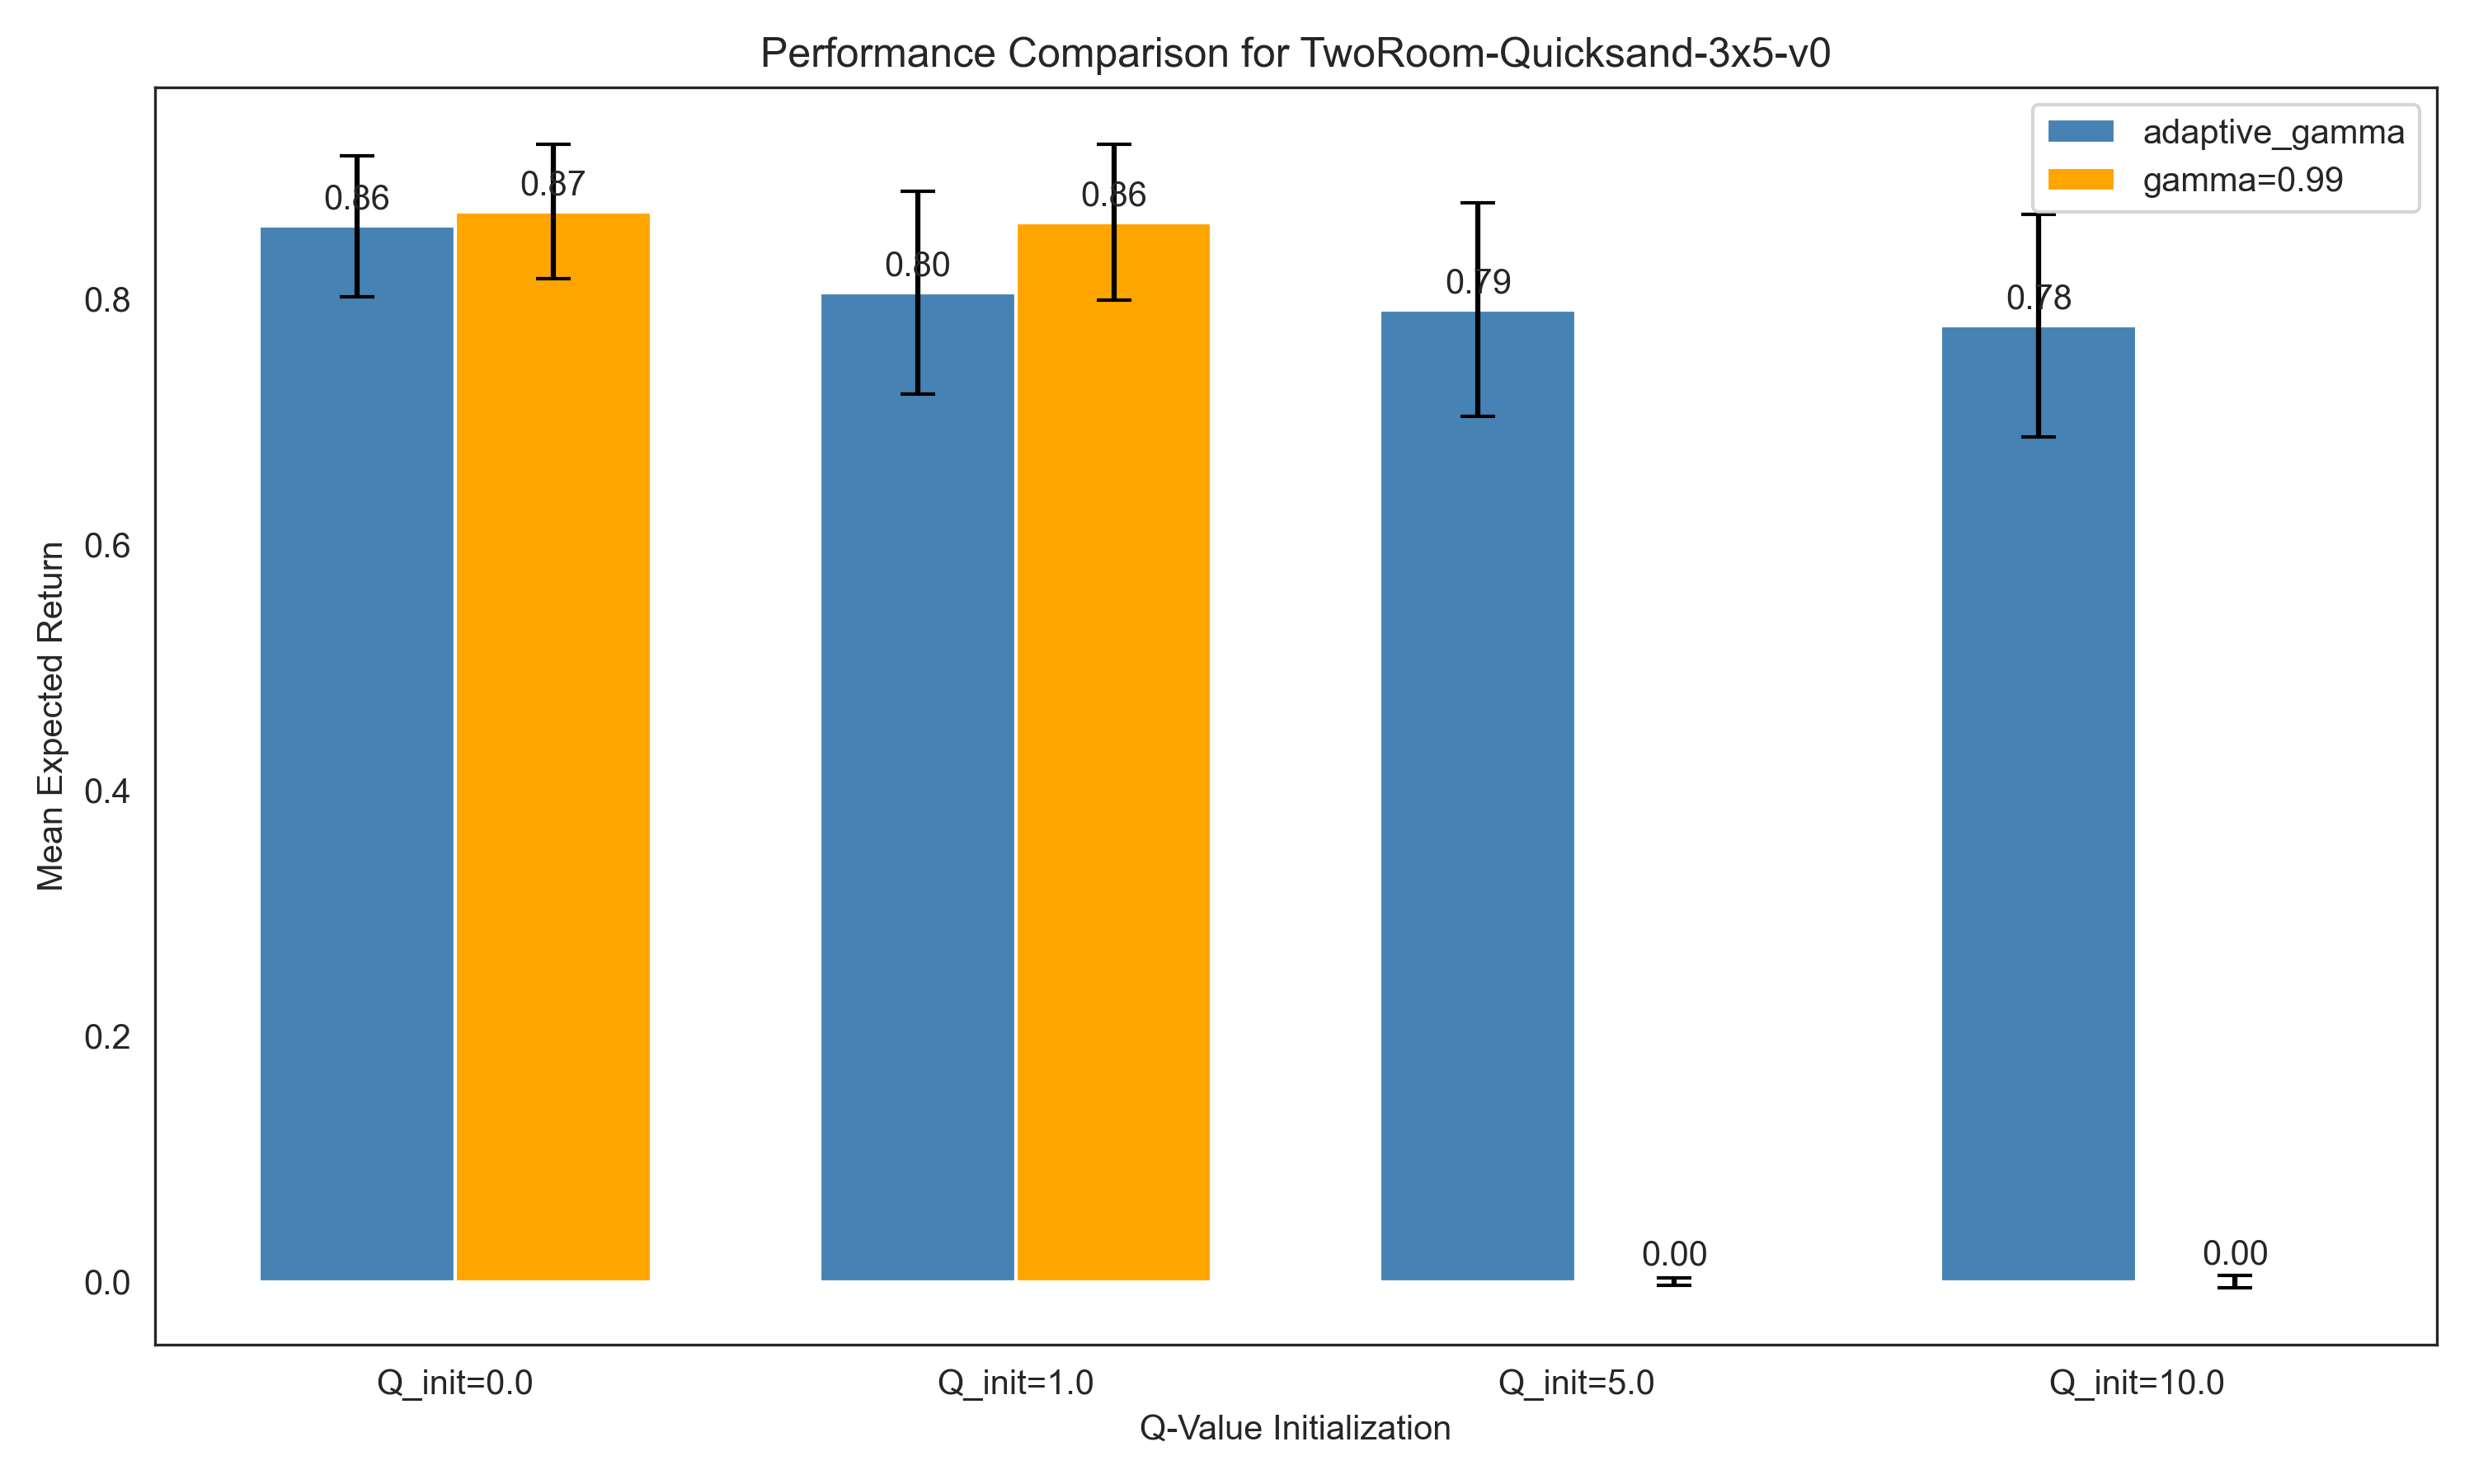 Performance Comparison for TwoRoom-Quicksand-3x5-v0
adaptive_gamma
gamma=0.99
Mean Expected Return
0.8
0.6
0.4
0.2
0.0
0.86
0.87
0.80
0.86
0.79
0.00
0.78
0.00
Q_init=0.0
Q_init=1.0
Q_init=5.0
Q_init=10.0
Q-Value Initialization